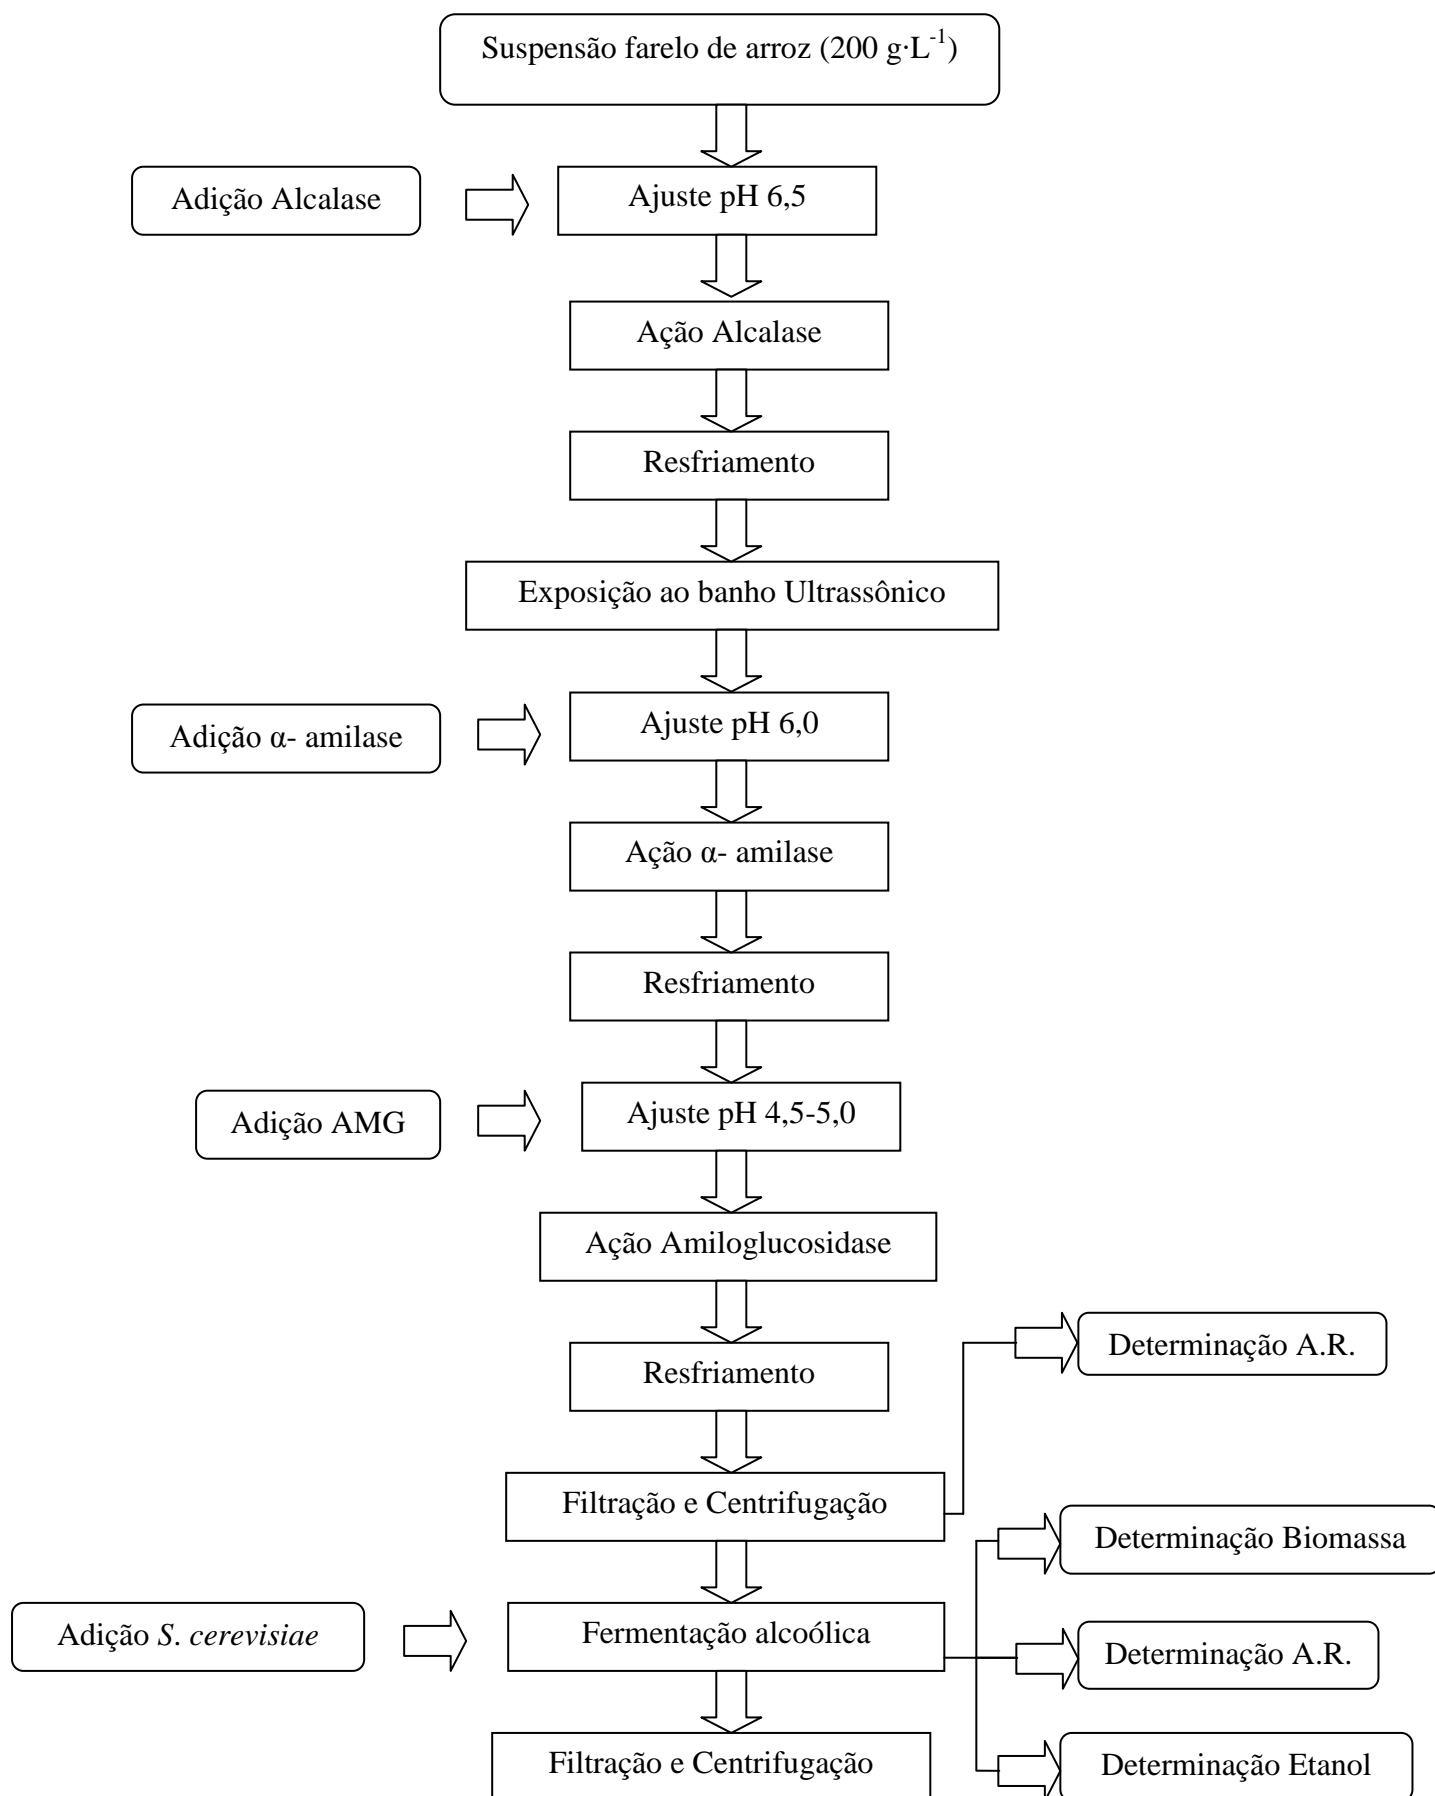 Suspensão farelo de arroz (200 g·L⁻¹)
Adição Alcalase
Ajuste pH 6,5
Ação Alcalase
Resfriamento
Exposição ao banho Ultrassônico
Adição α- amilase
Ajuste pH 6,0
Ação α- amilase
Resfriamento
Adição AMG
Ajuste pH 4,5-5,0
Ação Amiloglucosidase
Resfriamento
Determinação A.R.
Filtração e Centrifugação
Determinação Biomassa
Adição S. cerevisiae
Fermentação alcoólica
Determinação A.R.
Filtração e Centrifugação
Determinação Etanol